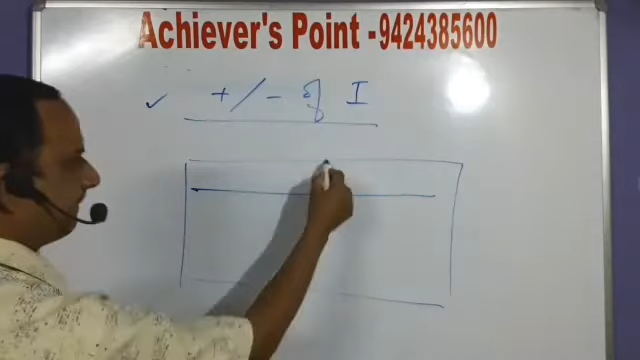 Achiever's Point -9424385600
✓ +/- of I